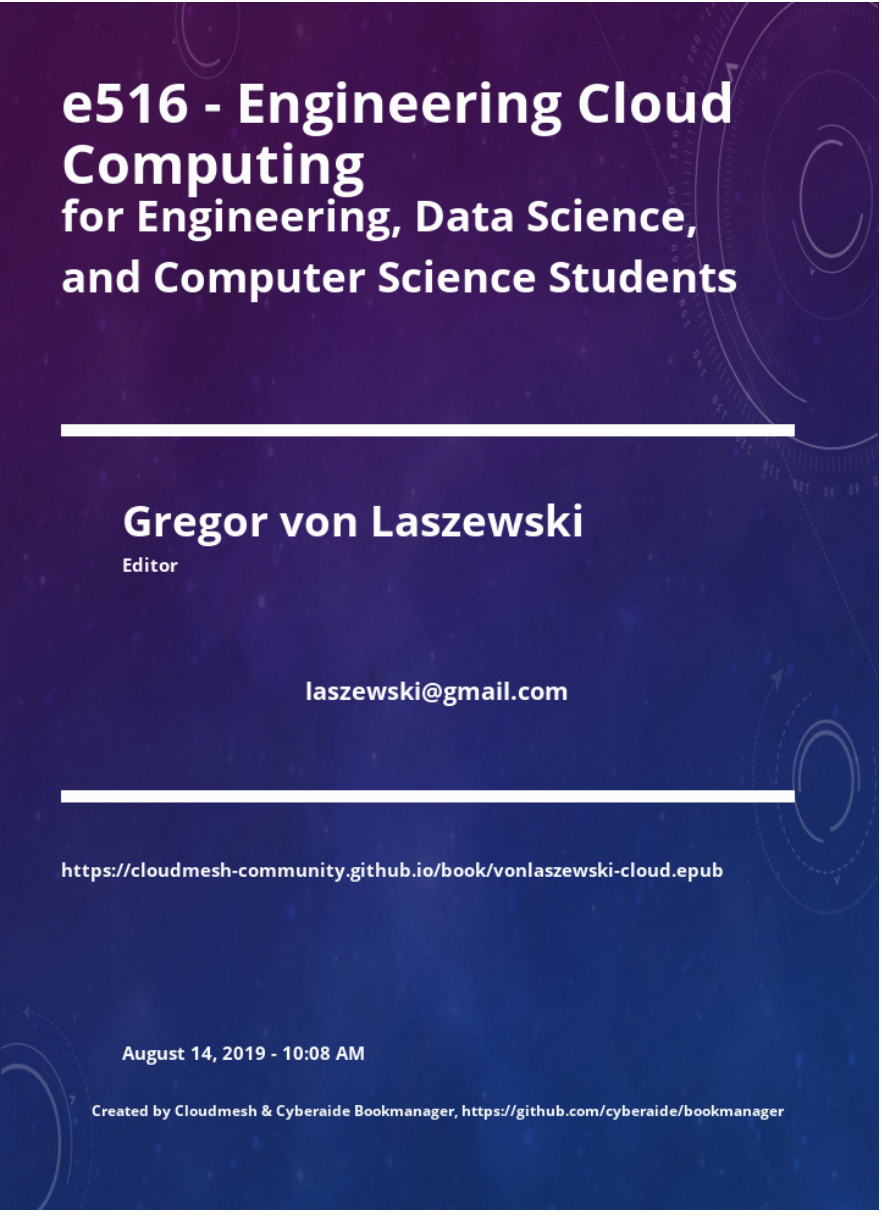 e516 - Engineering Cloud
Computing
for Engineering, Data Science,
and Computer Science Students
Gregor von Laszewski
Editor
laszewski@gmail.com
https://cloudmesh-community.github.io/book/vonlaszewski-cloud.epub
August 14, 2019 - 10:08 AM
Created by Cloudmesh & Cyberaide Bookmanager, https://github.com/cyberaide/bookmanager